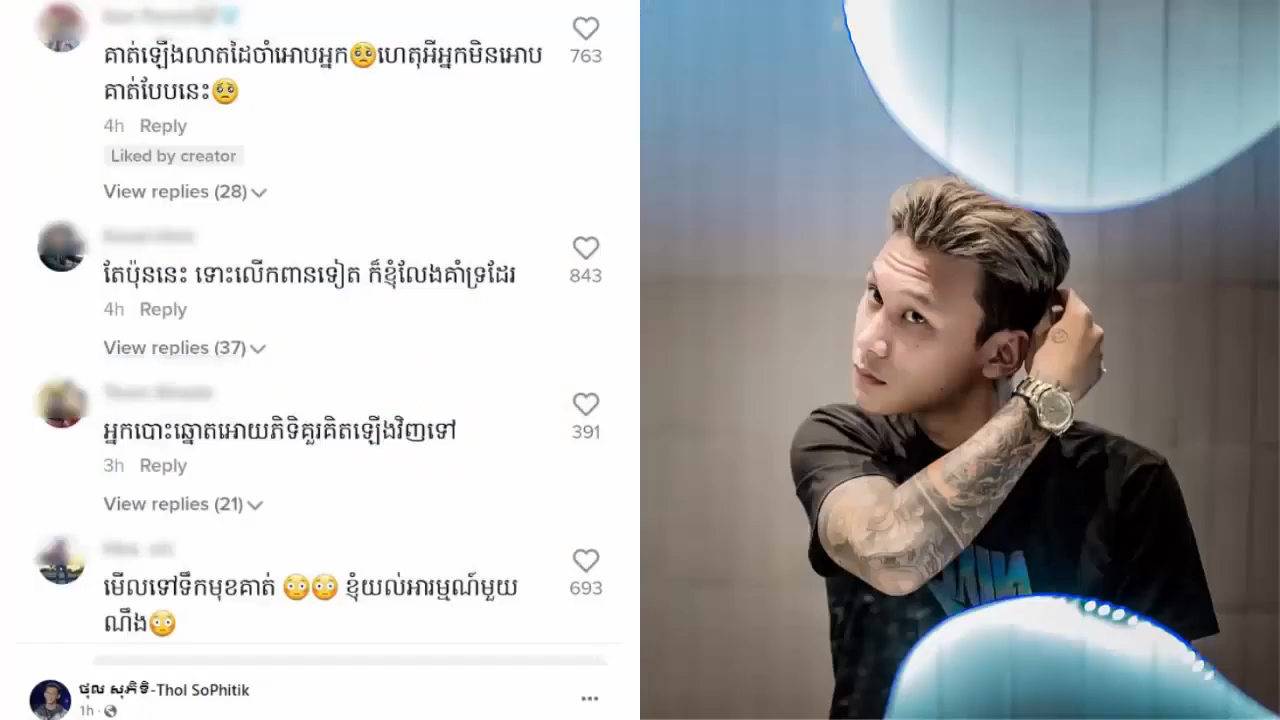 គាត់ឡើងលាតដៃចាំអោបអ្នក🥺ហេតុអីអ្នកមិនអោប
763
គាត់បែបនេះ🥺
4h Reply
Liked by creator
View replies (28)
តែប៉ុននេះ ទោះលើកពានទៀត ក៏ខ្ញុំលែងគាំទ្រដែរ
843
4h Reply
View replies (37)
អ្នកបោះឆ្នោតអោយភិទិគួរគិតឡើងវិញទៅ
391
3h Reply
View replies (21)
មើលទៅទឹកមុខគាត់ 😳😳 ខ្ញុំយល់អារម្មណ៍មួយ
693
ណឹង😳
ថុល សុភិទិ-Thol SoPhitik
1h